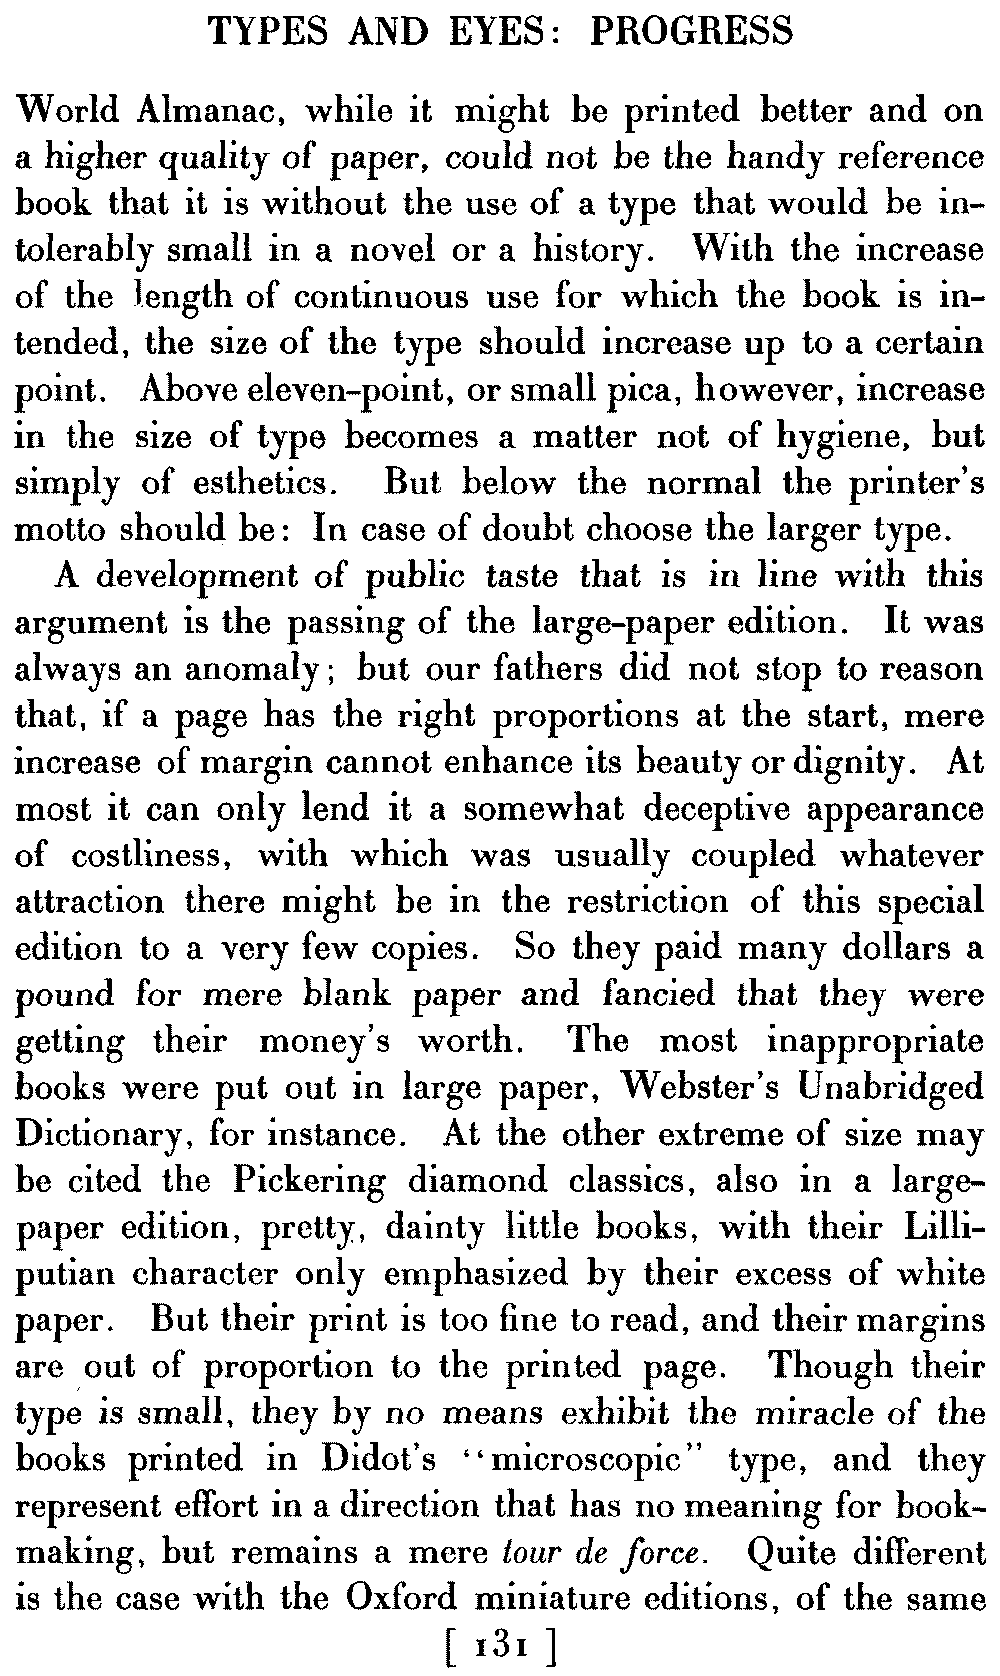 TYPES AND EYES: PROGRESS
World Almanac, while it might be printed better and on
a higher quality of paper, could not be the handy reference
book that it is without the use of a type that would be in-
tolerably small in a novel or a history. With the increase
of the length of continuous use for which the book is in-
tended, the size of the type should increase up to a certain
point. Above eleven-point, or small pica, however, increase
in the size of type becomes a matter not of hygiene, but
simply of esthetics. But below the normal the printer's
motto should be: In case of doubt choose the larger type.
A development of public taste that is in line with this
argument is the passing of the large-paper edition. It was
always an anomaly; but our fathers did not stop to reason
that, if a page has the right proportions at the start, mere
increase of margin cannot enhance its beauty or dignity. At
most it can only lend it a somewhat deceptive appearance
of costliness, with which was usually coupled whatever
attraction there might be in the restriction of this special
edition to a very few copies. So they paid many dollars a
pound for mere blank paper and fancied that they were
getting their money's worth. The most inappropriate
books were put out in large paper, Webster's Unabridged
Dictionary, for instance. At the other extreme of size may
be cited the Pickering diamond classics, also in a large-
paper edition, pretty, dainty little books, with their Lilli-
putian character only emphasized by their excess of white
paper. But their print is too fine to read, and their margins
are out of proportion to the printed page. Though their
type is small, they by no means exhibit the miracle of the
books printed in Didot's "microscopic" type, and they
represent effort in a direction that has no meaning for book-
making, but remains a mere tour de force. Quite different
is the case with the Oxford miniature editions, of the same
[ 131 ]